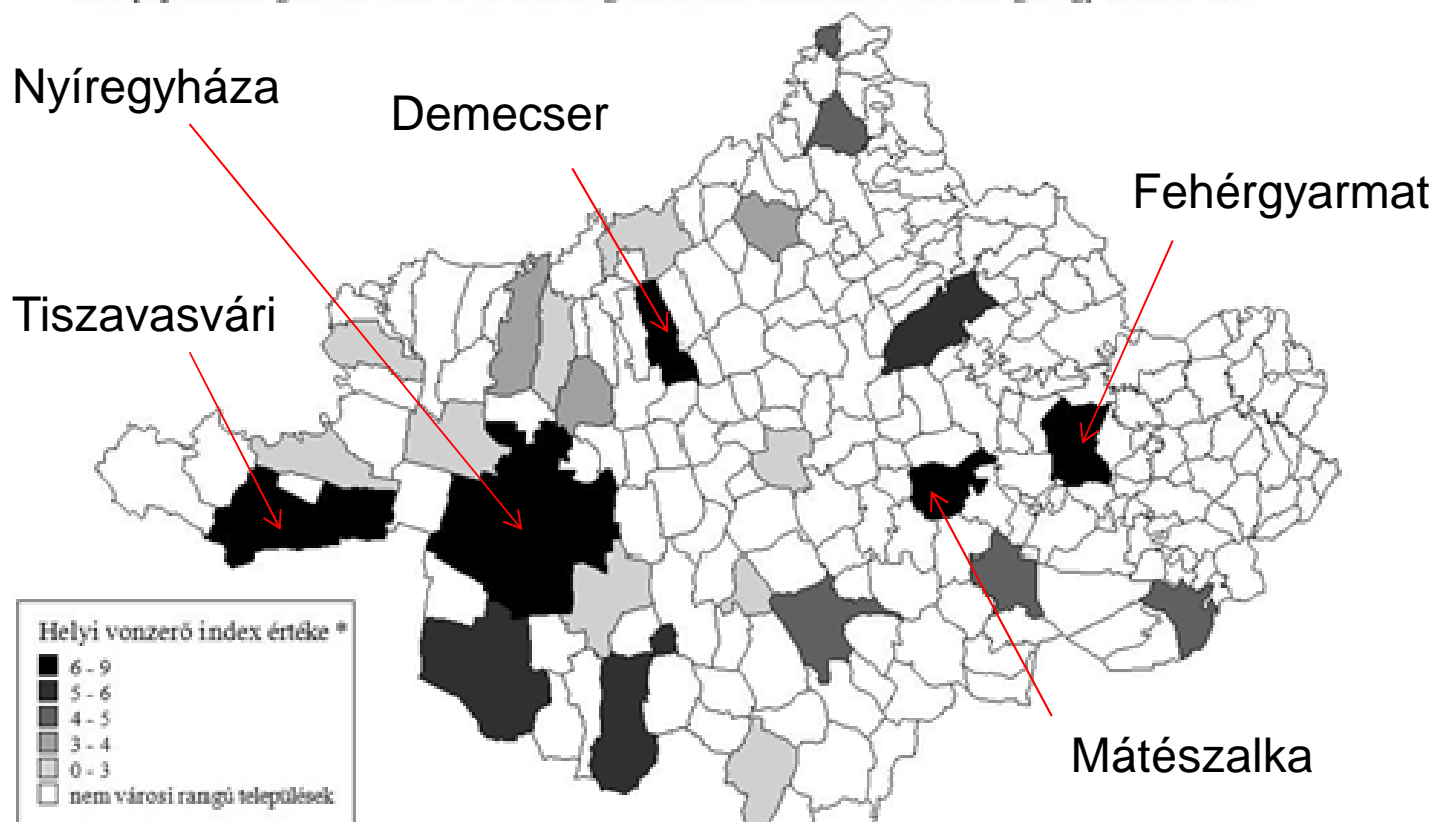 Nyíregyháza
Demecser
Fehérgyarmat
Tiszavasvári
Mátészalka
Helyi vonzerő index értéke *
6 - 9
5 - 6
4 - 5
3 - 4
0 - 3
nem városi rangú települések